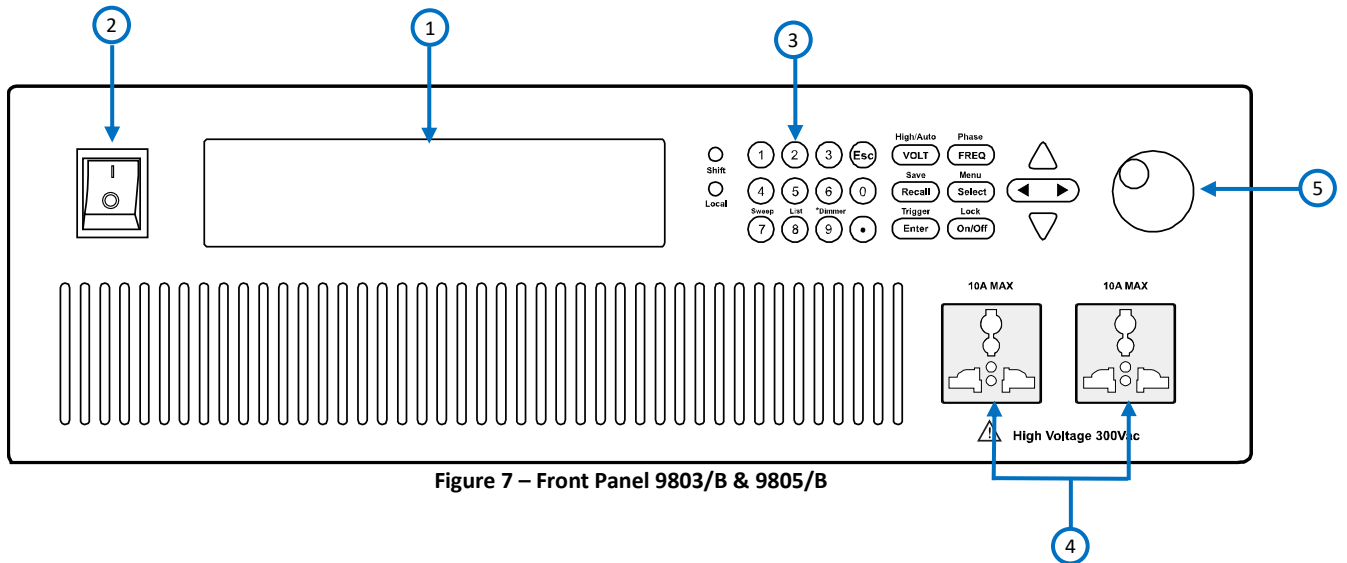 2
1
3
High/Auto Phase
1 2 3 Esc VOLT FREQ
Shift
Save Menu
4 5 6 0 Recall Select
5
Local
Sweep List *Dimmer Trigger Lock
7 8 9 • Enter On/Off
10A MAX 10A MAX
High Voltage 300Vac
Figure 7 – Front Panel 9803/B & 9805/B
4